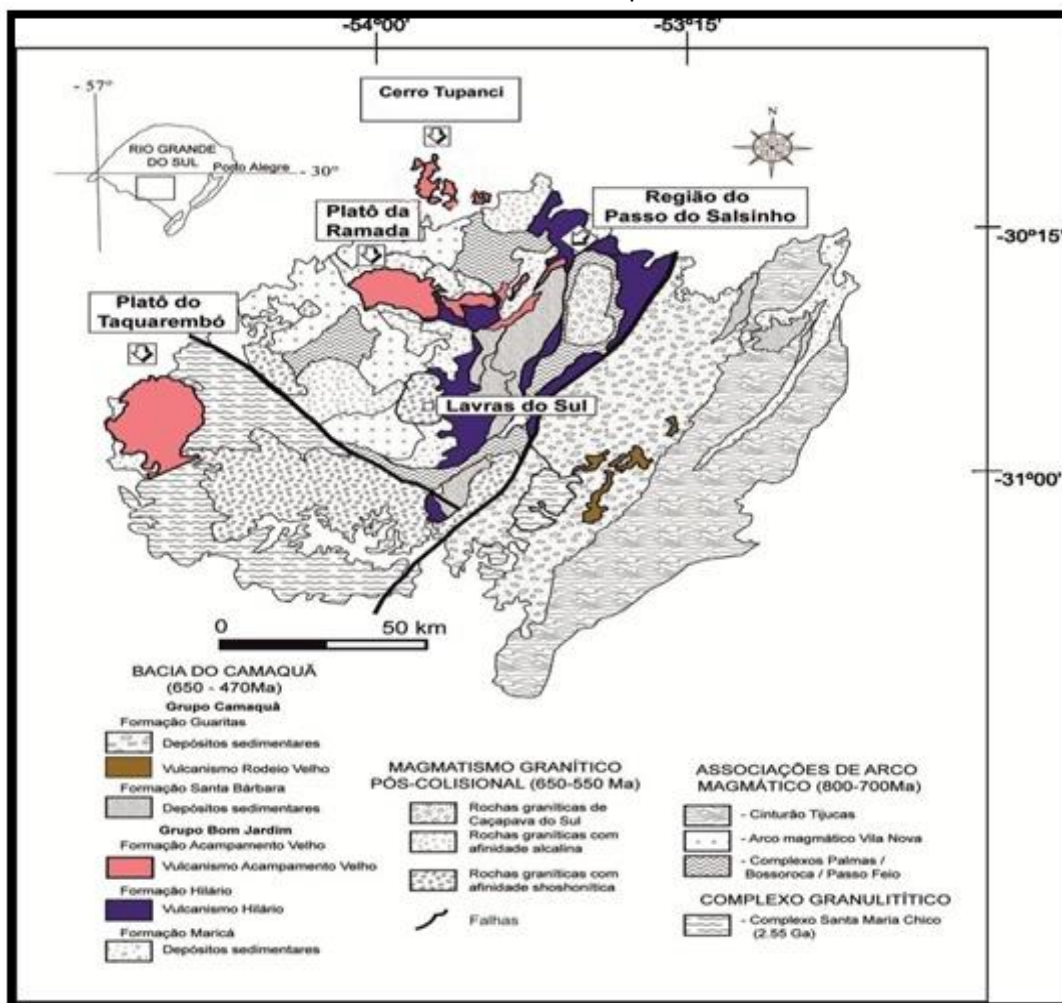 -54º00'
-53º15'
Cerro Tupanci
- 57º
N
RIO GRANDE
DO SUL
Porto Alegre
- 30º
Platô da
Ramada
Região do
Passo do Salsinho
-30º15'
Platô do
Taquarembó
Lavras do Sul
-31º00'
0 50 km
BACIA DO CAMAQUÃ
(650 - 470Ma)
Grupo Camaquã
Formação Guaritas
Depósitos sedimentares
Vulcanismo Rodeio Velho
Formação Santa Bárbara
Depósitos sedimentares
Grupo Bom Jardim
Formação Acampamento Velho
Vulcanismo Acampamento Velho
Formação Hilário
Vulcanismo Hilário
Formação Maricá
Depósitos sedimentares
MAGMATISMO GRANÍTICO
PÓS-COLISIONAL (650-550 Ma)
Rochas graníticas de
Caçapava do Sul
Rochas graníticas com
afinidade alcalina
Rochas graníticas com
afinidade shoshonítica
Falhas
ASSOCIAÇÕES DE ARCO
MAGMÁTICO (800-700Ma)
- Cinturão Tijucas
- Arco magmático Vila Nova
- Complexos Palmas /
Bossoroca / Passo Feio
COMPLEXO GRANULITÍTICO
- Complexo Santa Maria Chico
(2.55 Ga)